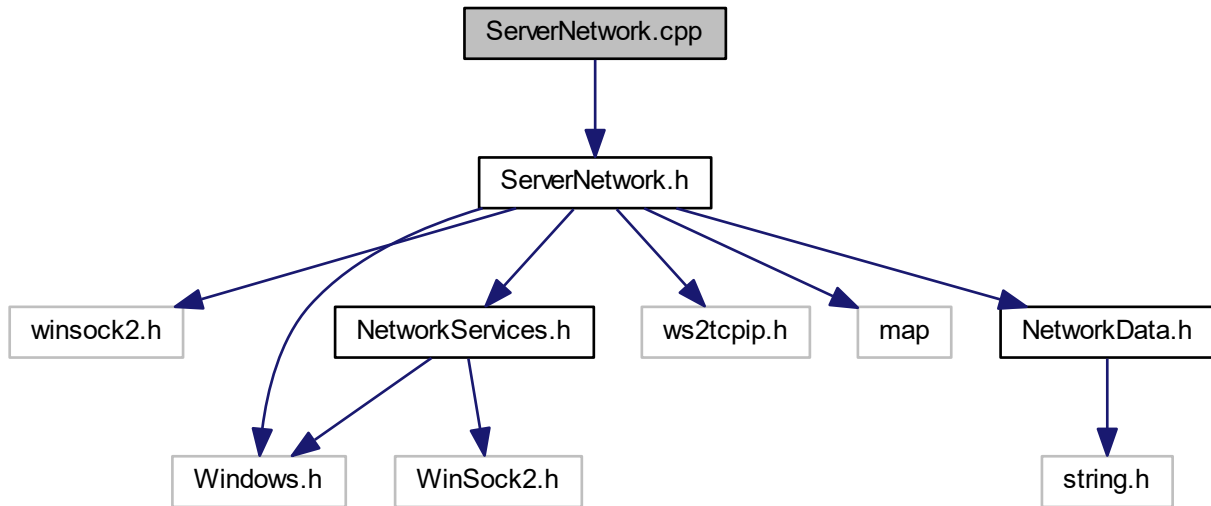 ServerNetwork.cpp
ServerNetwork.h
winsock2.h
NetworkServices.h
ws2tcpip.h
map
NetworkData.h
Windows.h
WinSock2.h
string.h